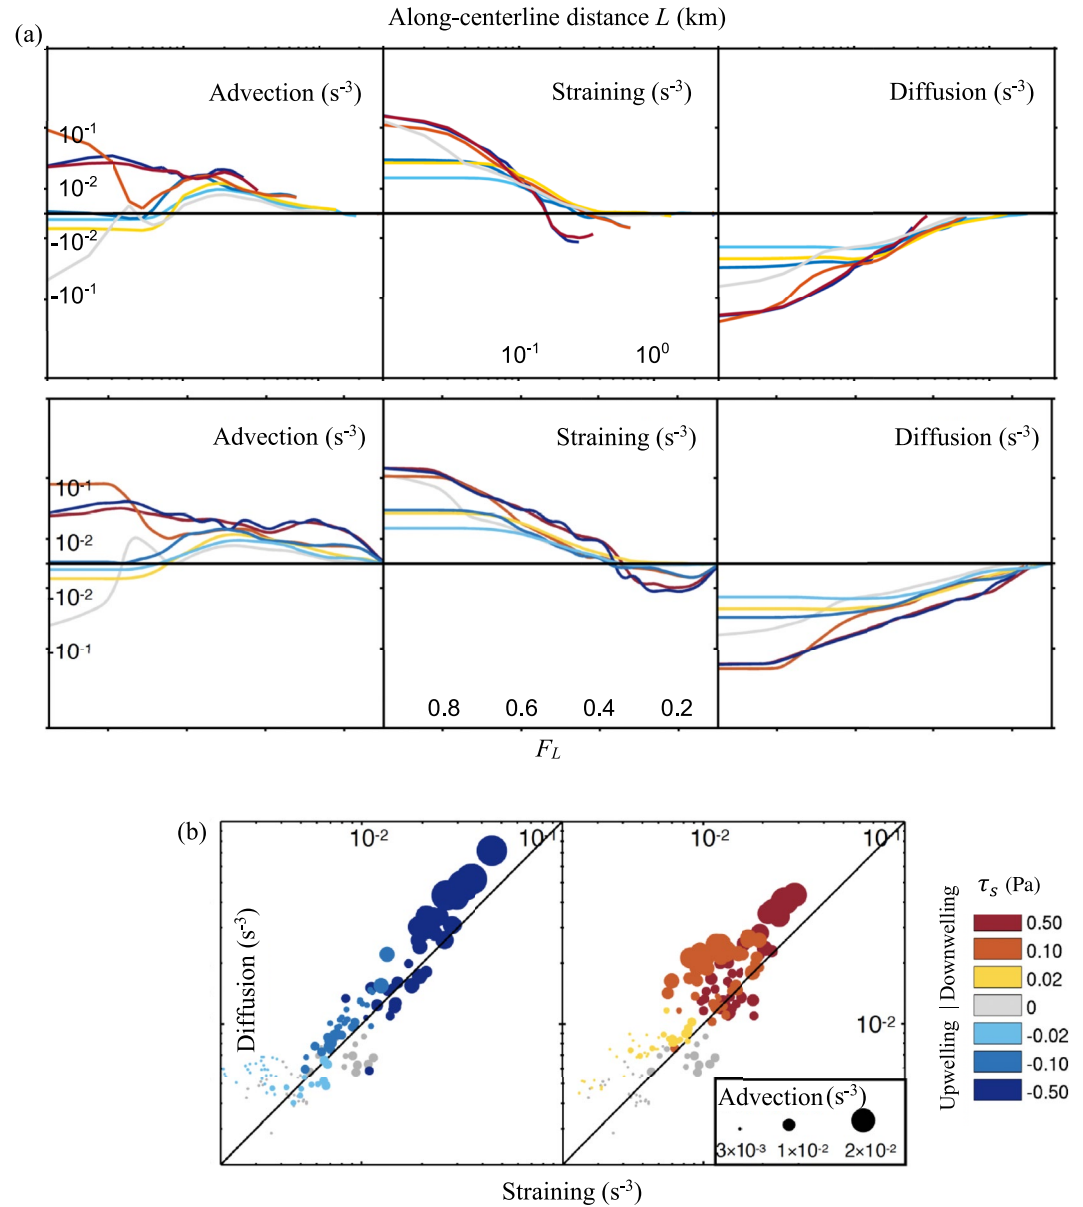 (a)
Along-centerline distance L (km)
Advection (s⁻³)
Straining (s⁻³)
Diffusion (s⁻³)
10⁻¹
10⁻²
-10⁻²
-10⁻¹
10⁻¹
10⁰
Advection (s⁻³)
Straining (s⁻³)
Diffusion (s⁻³)
10⁻¹
10⁻²
-10⁻²
-10⁻¹
0.8
0.6
0.4
0.2
F_L
(b)
10⁻²
10⁻¹
10⁻²
10⁻¹
Diffusion (s⁻³)
10⁻²
Advection (s⁻³)
3×10⁻³
1×10⁻²
2×10⁻²
Straining (s⁻³)
τₛ (Pa)
Upwelling | Downwelling
0.50
0.10
0.02
0
-0.02
-0.10
-0.50